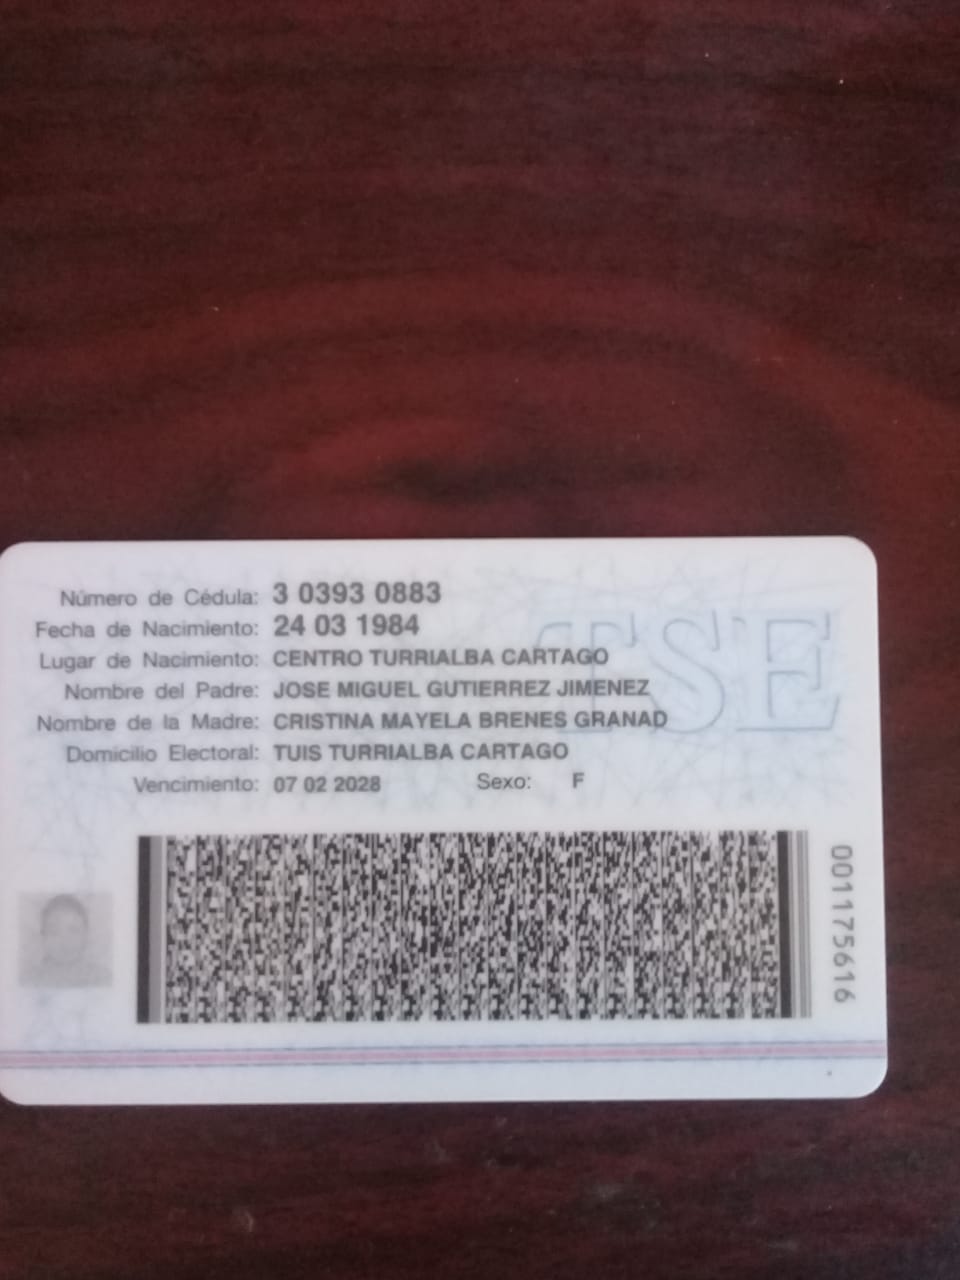 Número de Cédula: 3 0393 0883
Fecha de Nacimiento: 24 03 1984
Lugar de Nacimiento: CENTRO TURRIALBA CARTAGO
Nombre del Padre: JOSE MIGUEL GUTIERREZ JIMENEZ
Nombre de la Madre: CRISTINA MAYELA BRENES GRANAD
Domicilio Electoral: TUIS TURRIALBA CARTAGO
Vencimiento: 07 02 2028 Sexo: F
TSE
001175616